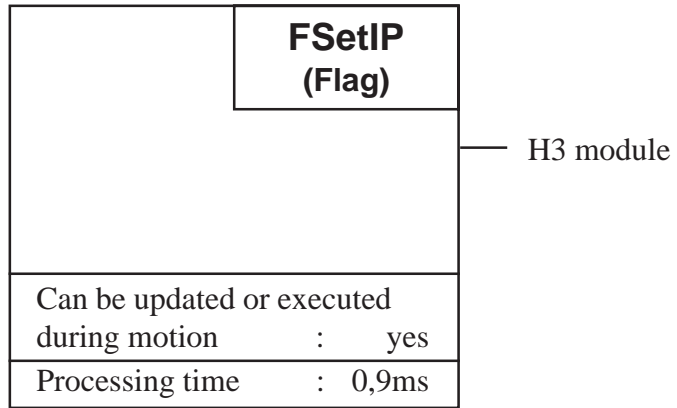 FSetIP
(Flag)
H3 module
Can be updated or executed
during motion : yes
Processing time : 0,9ms